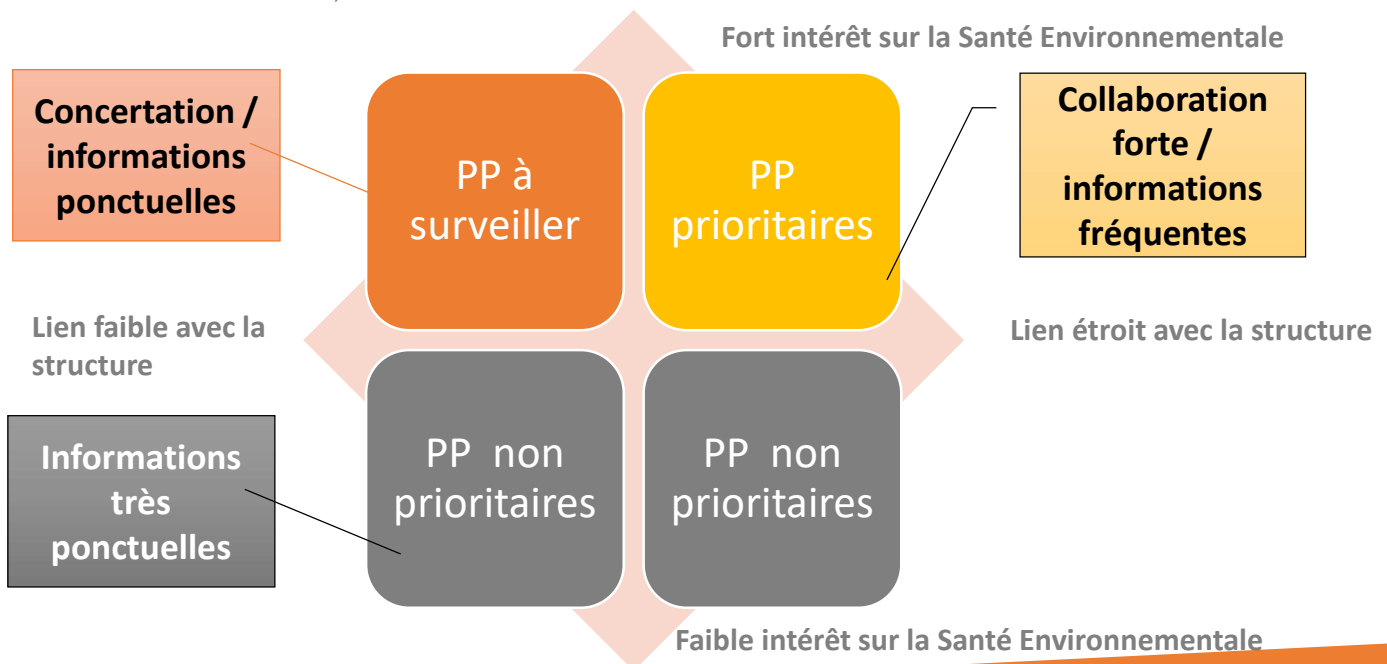 Fort intérêt sur la Santé Environnementale
Concertation /
informations
ponctuelles
PP à
surveiller
PP
prioritaires
Collaboration
forte /
informations
fréquentes
Lien faible avec la
structure
Lien étroit avec la structure
Informations
très
ponctuelles
PP  non
prioritaires
PP  non
prioritaires
Faible intérêt sur la Santé Environnementale